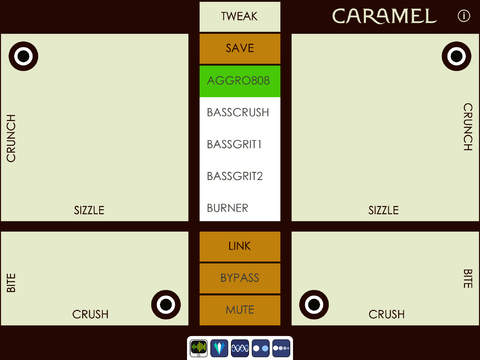 TWEAK
CARAMEL
i
SAVE
AGGRO808
CRUNCH
SIZZLE
BASSCRUSH
BASSGRIT1
BASSGRIT2
BURNER
CRUNCH
SIZZLE
BITE
CRUSH
LINK
BYPASS
MUTE
BITE
CRUSH